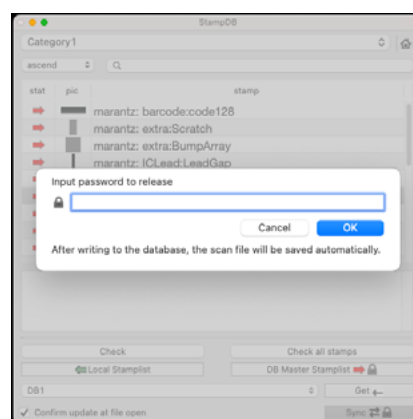 StampDB
Category1
ascend
stat pic stamp
marantz: barcode:code128
marantz: extra:Scratch
marantz: extra:BumpArray
marantz: ICLead:LeadGap
Input password to release
Cancel OK
After writing to the database, the scan file will be saved automatically.
Check Check all stamps
Local Stamplist DB Master Stamplist
DB1 Get
Confirm update at file open Sync